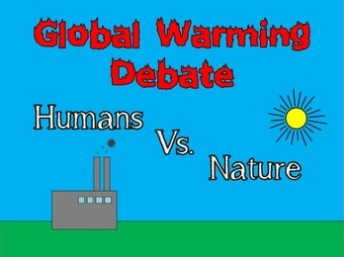 Global Warming
Debate
Humans
Vs.
Nature